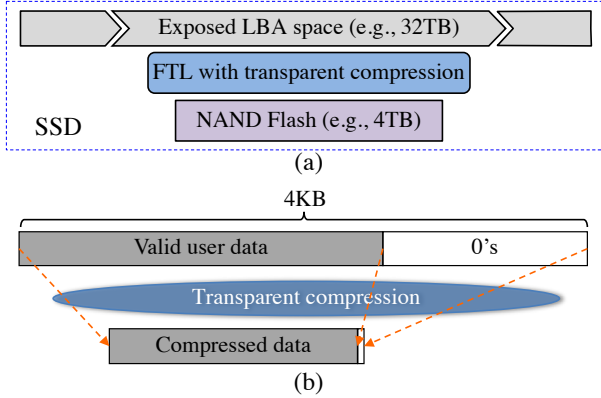 Exposed LBA space (e.g., 32TB)
FTL with transparent compression
NAND Flash (e.g., 4TB)
SSD
(a)
4KB
Valid user data
0's
Transparent compression
Compressed data
(b)